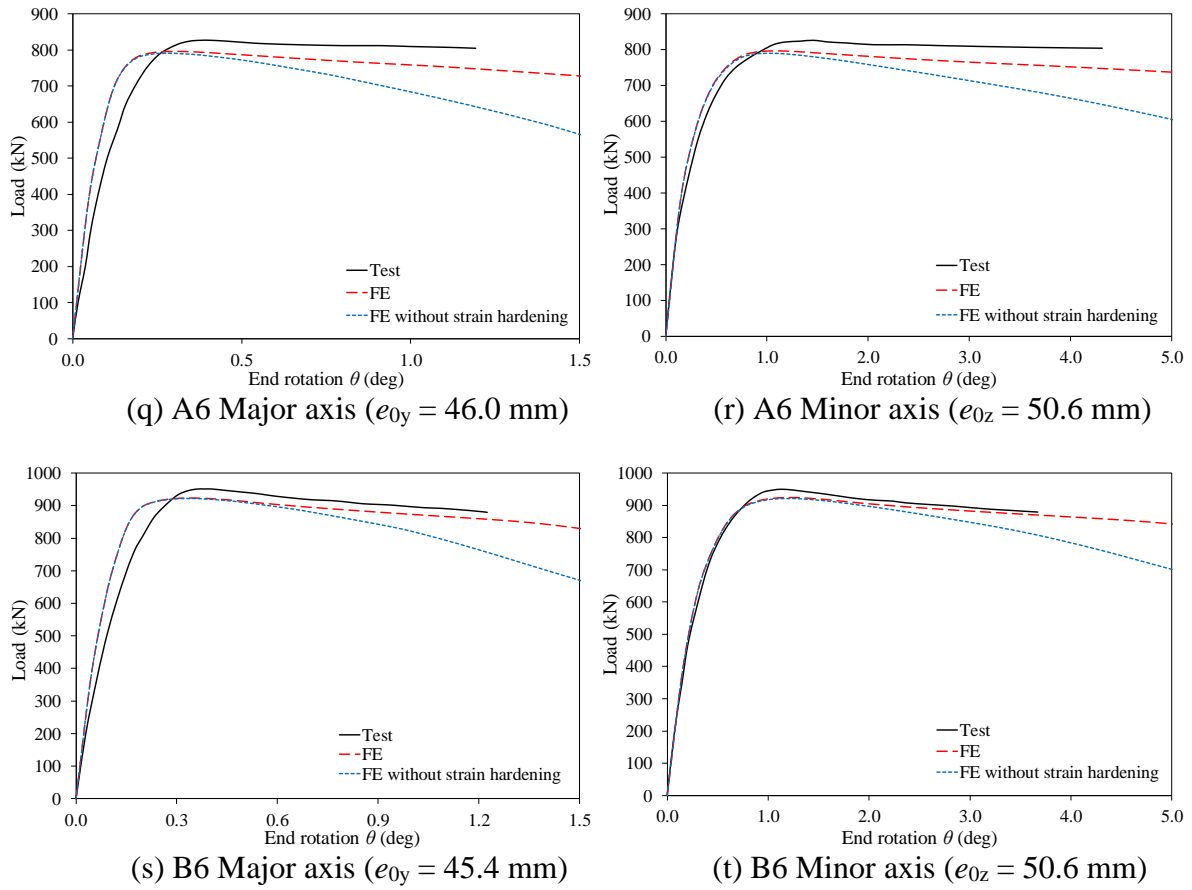 900
800
700
600
500
400
300
200
100
0
Load (kN)
0.0 0.5 1.0 1.5
End rotation θ (deg)
Test
FE
FE without strain hardening
(q) A6 Major axis (e0y = 46.0 mm)
900
800
700
600
500
400
300
200
100
0
Load (kN)
0.0 1.0 2.0 3.0 4.0 5.0
End rotation θ (deg)
Test
FE
FE without strain hardening
(r) A6 Minor axis (e0z = 50.6 mm)
1000
900
800
700
600
500
400
300
200
100
0
Load (kN)
0.0 0.3 0.6 0.9 1.2 1.5
End rotation θ (deg)
Test
FE
FE without strain hardening
(s) B6 Major axis (e0y = 45.4 mm)
1000
900
800
700
600
500
400
300
200
100
0
Load (kN)
0.0 1.0 2.0 3.0 4.0 5.0
End rotation θ (deg)
Test
FE
FE without strain hardening
(t) B6 Minor axis (e0z = 50.6 mm)